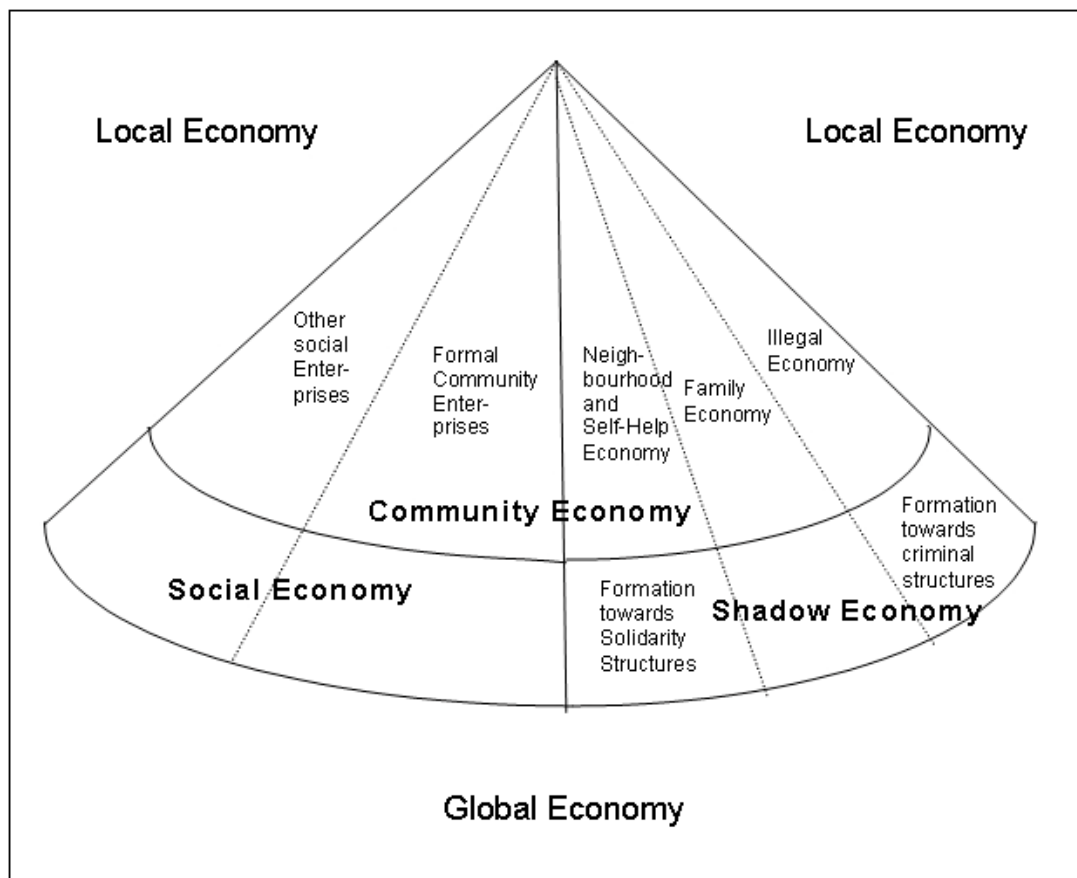 Local Economy
Local Economy
Other
social
Enter-
prises
Formal
Community
Enter-
prises
Neigh-
bourhood
and
Self-Help
Economy
Family
Economy
Illegal
Economy
Community Economy
Social Economy
Formation
towards
Solidarity
Structures
Shadow Economy
Formation
towards
criminal
structures
Global Economy